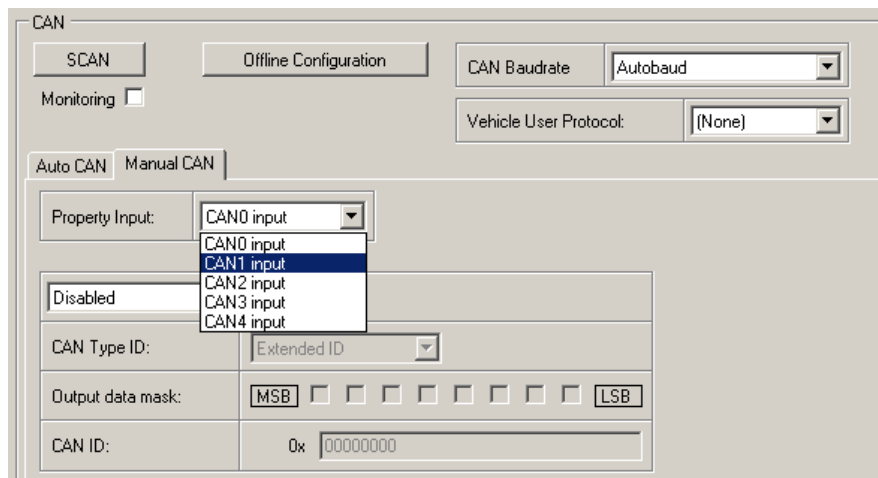 CAN
SCAN
Offline Configuration
CAN Baudrate
Autobaud
Monitoring
Vehicle User Protocol:
(None)
Auto CAN
Manual CAN
Property Input:
CAN0 input
CAN0 input
CAN1 input
CAN2 input
CAN3 input
CAN4 input
Disabled
CAN Type ID:
Extended ID
Output data mask:
MSB
LSB
CAN ID:
0x
00000000